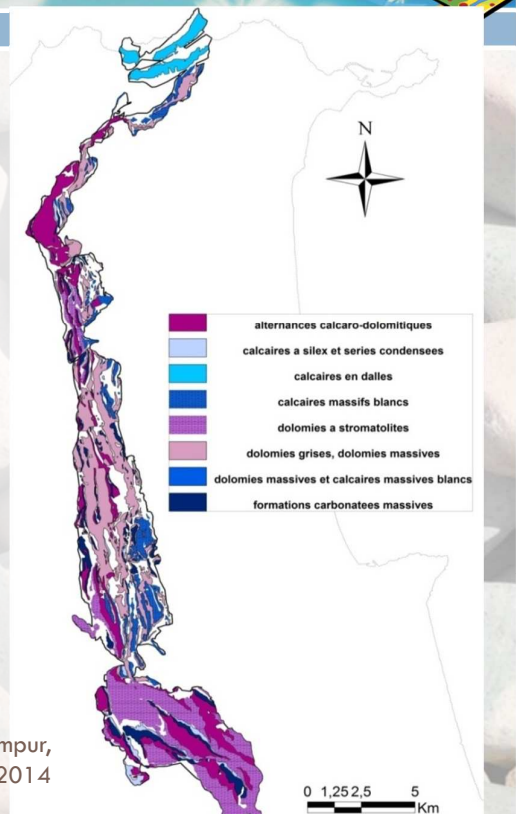 N
alternances calcaro-dolomitiques
calcaires a silex et series condensees
calcaires en dalles
calcaires massifs blancs
dolomies a stromatolites
dolomies grises, dolomies massives
dolomies massives et calcaires massives blancs
formations carbonatees massives
mpur,
2014
0 1,25 2,5 5
Km